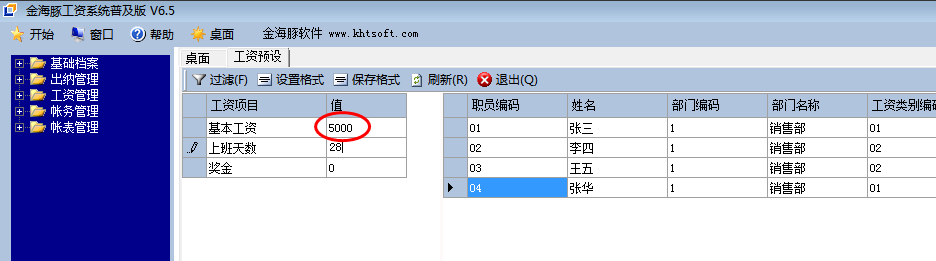 金海豚工资系统普及版 V6.5
开始 窗口 帮助 桌面 金海豚软件 www.khtsoft.com
基础档案
出纳管理
工资管理
帐务管理
帐表管理
桌面 工资预设
过滤(F) 设置格式 保存格式 刷新(R) 退出(Q)
工资项目 值
基本工资 5000
上班天数 28
奖金 0
职员编码 姓名 部门编码 部门名称 工资类别编码
01 张三 1 销售部 01
02 李四 1 销售部 02
03 王五 1 销售部 02
04 张华 1 销售部 01